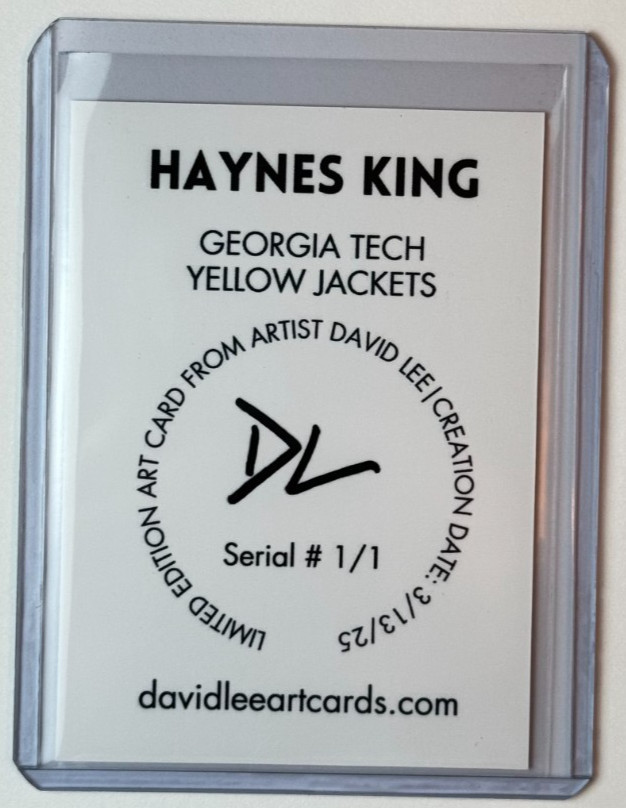 HAYNES KING
GEORGIA TECH
YELLOW JACKETS
LIMITED EDITION ART CARD FROM ARTIST DAVID LEE|CREATION DATE: 3/13/25
DL
Serial # 1/1
davidleeartcards.com